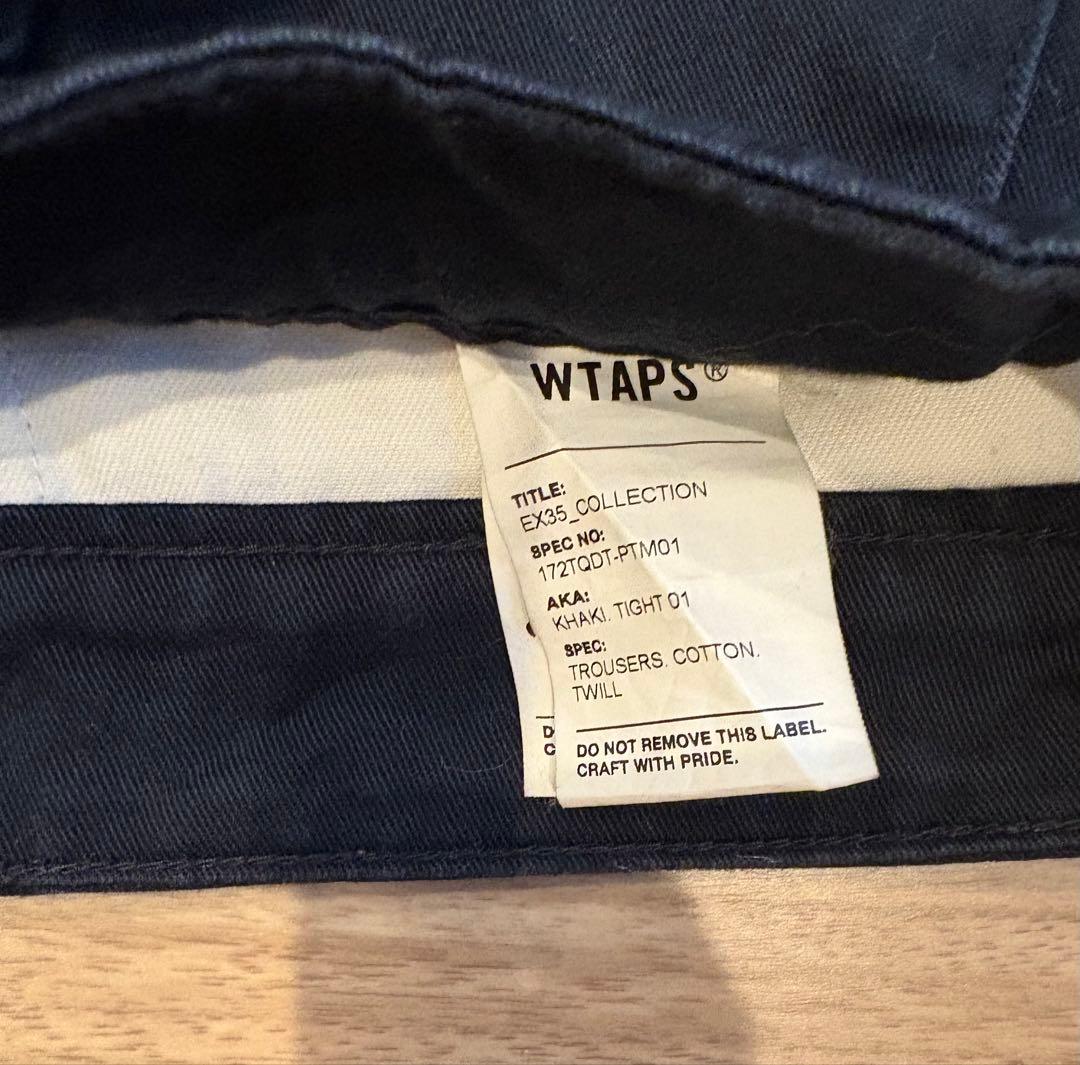 WTAPS®
TITLE:
EX35_COLLECTION
SPEC NO:
172TQDT-PTM01
AKA:
KHAKI. TIGHT 01
SPEC:
TROUSERS. COTTON.
TWILL
DO NOT REMOVE THIS LABEL.
CRAFT WITH PRIDE.
D
C